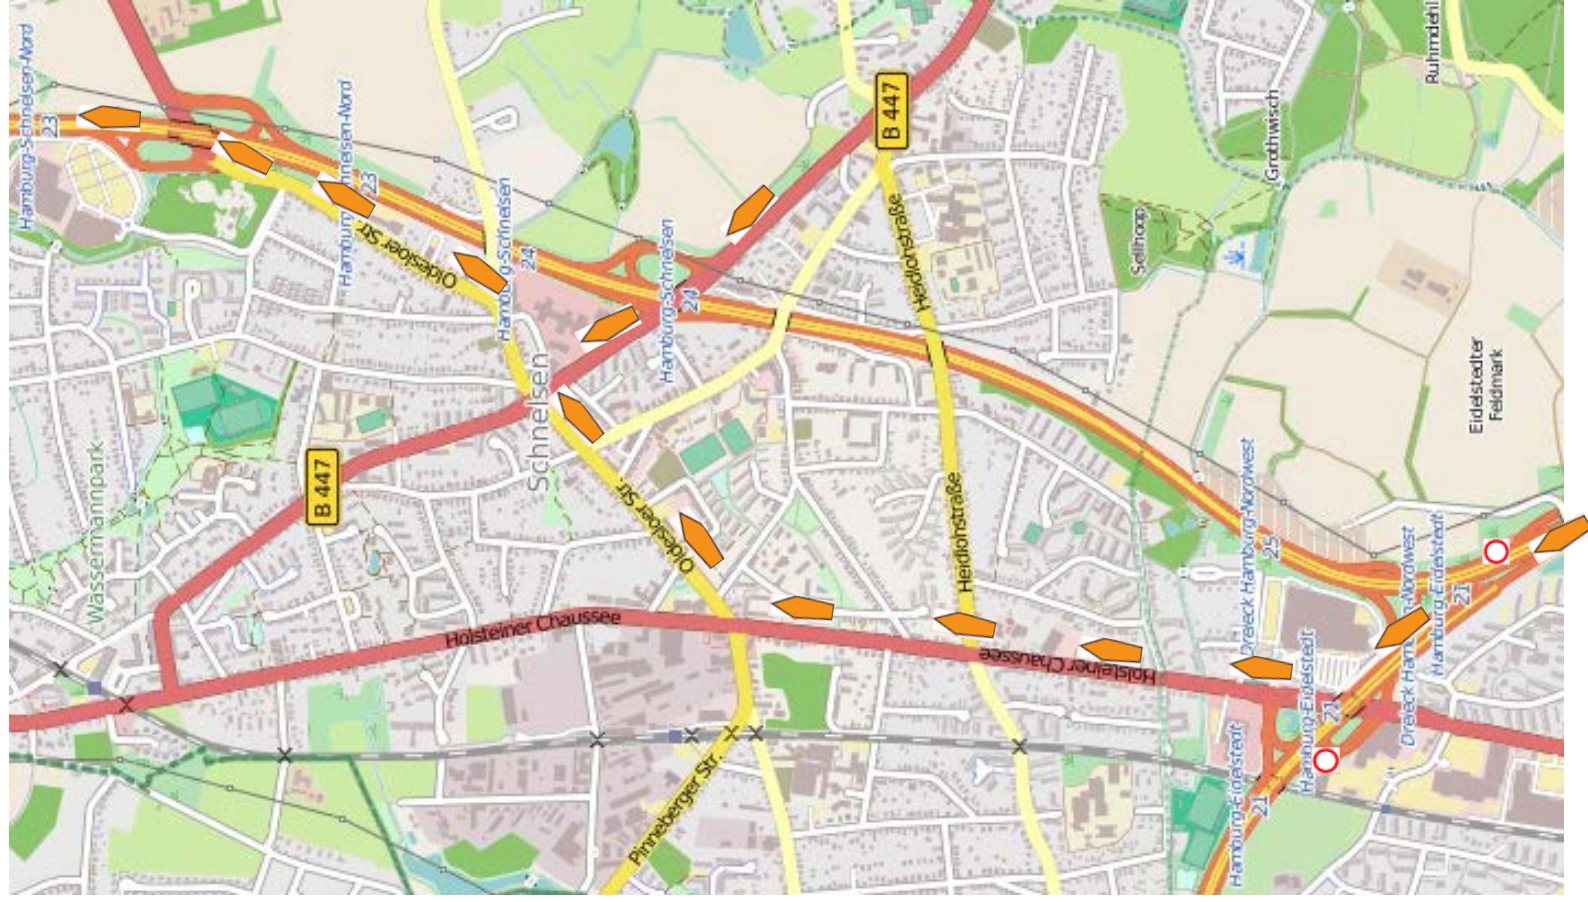 Hamburg-Schnelsen-Nord
23
Hamburg-Schnelsen-Nord
23
Oldesloer Str.
Hamburg-Schnelsen
24
Hamburg-Schnelsen
24
B 447
B 447
Schnelsen
Wassermannpark
Oldesloer Str.
Holsteiner Chaussee
Pinneberger Str.
Heidlohstraße
Heidlohstraße
Holsteiner Chaussee
Sellhoop
Grothwisch
Eidelstedter
Feldmark
Dreieck Hamburg-Nordwest
25
Dreieck Hamburg-Nordwest
Hamburg-Eidelstedt
21
Hamburg-Eidelstedt
21
Hamburg-Eidelstedt
21